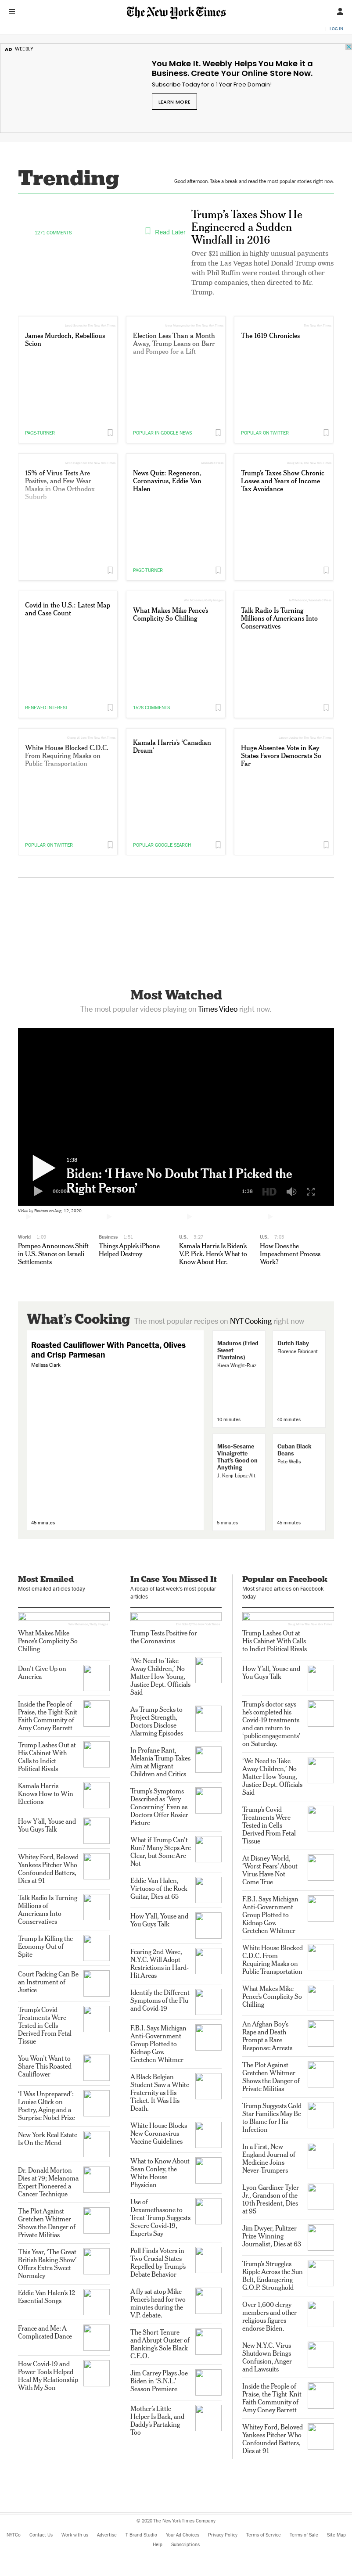 The New York Times
LOG IN
AD WEEBLY
You Make It. Weebly Helps You Make it a
Business. Create Your Online Store Now.
Subscribe Today for a 1 Year Free Domain!
LEARN MORE
Trending
Good afternoon. Take a break and read the most popular stories right now.
Trump's Taxes Show He
Engineered a Sudden
Windfall in 2016
Over $21 million in highly unusual payments
from the Las Vegas hotel Donald Trump owns
with Phil Ruffin were routed through other
Trump companies, then directed to Mr.
Trump.
2271 COMMENTS
Read Later
James Murdoch, Rebellious
Scion
PAGE-TURNER
Election Less Than a Month
Away, Trump Leans on Barr
and Pompeo for a Lift
POPULAR IN GOOGLE NEWS
The 1619 Chronicles
POPULAR ON TWITTER
15% of Virus Tests Are
Positive, and Few Wear
Masks in One Orthodox
Suburb
News Quiz: Regeneron,
Coronavirus, Eddie Van
Halen
PAGE-TURNER
Trump's Taxes Show Chronic
Losses and Years of Income
Tax Avoidance
Covid in the U.S.: Latest Map
and Case Count
RENEWED INTEREST
What Makes Mike Pence's
Complicity So Chilling
1526 COMMENTS
Talk Radio Is Turning
Millions of Americans Into
Conservatives
White House Blocked C.D.C.
From Requiring Masks on
Public Transportation
POPULAR ON TWITTER
Kamala Harris's 'Canadian
Dream'
POPULAR GOOGLE SEARCH
Huge Absentee Vote in Key
States Favors Democrats So
Far
Most Watched
The most popular videos playing on Times Video right now.
1:38
Biden: 'I Have No Doubt That I Picked the
Right Person'
00:00
1:38
HD
Video by Reuters on Aug. 12, 2020.
World 1:09
Pompeo Announces Shift
in U.S. Stance on Israeli
Settlements
Business 1:51
Things Apple's iPhone
Helped Destroy
U.S. 3:27
Kamala Harris Is Biden's
V.P. Pick. Here's What to
Know About Her.
U.S. 7:03
How Does the
Impeachment Process
Work?
What's Cooking The most popular recipes on NYT Cooking right now
Roasted Cauliflower With Pancetta, Olives
and Crisp Parmesan
Melissa Clark
45 minutes
Maduros (Fried
Sweet
Plantains)
Kiera Wright-Ruiz
10 minutes
Dutch Baby
Florence Fabricant
40 minutes
Miso-Sesame
Vinaigrette
That's Good on
Anything
J. Kenji López-Alt
5 minutes
Cuban Black
Beans
Pete Wells
45 minutes
Most Emailed
Most emailed articles today
What Makes Mike
Pence's Complicity So
Chilling
Don't Give Up on
America
Inside the People of
Praise, the Tight-Knit
Faith Community of
Amy Coney Barrett
Trump Lashes Out at
His Cabinet With
Calls to Indict
Political Rivals
Kamala Harris
Knows How to Win
Elections
How Y'all, Youse and
You Guys Talk
Whitey Ford, Beloved
Yankees Pitcher Who
Confounded Batters,
Dies at 91
Talk Radio Is Turning
Millions of
Americans Into
Conservatives
Trump Is Killing the
Economy Out of
Spite
Court Packing Can Be
an Instrument of
Justice
Trump's Covid
Treatments Were
Tested in Cells
Derived From Fetal
Tissue
You Won't Want to
Share This Roasted
Cauliflower
'I Was Unprepared':
Louise Glück on
Poetry, Aging and a
Surprise Nobel Prize
New York Real Estate
Is On the Mend
Dr. Donald Morton
Dies at 79; Melanoma
Expert Pioneered a
Cancer Technique
The Plot Against
Gretchen Whitmer
Shows the Danger of
Private Militias
This Year, 'The Great
British Baking Show'
Offers Extra Sweet
Normalcy
Eddie Van Halen's 12
Essential Songs
France and Me: A
Complicated Dance
How Covid-19 and
Power Tools Helped
Heal My Relationship
With My Son
In Case You Missed It
A recap of last week's most popular
articles
Trump Tests Positive for
the Coronavirus
'We Need to Take
Away Children,' No
Matter How Young,
Justice Dept. Officials
Said
As Trump Seeks to
Project Strength,
Doctors Disclose
Alarming Episodes
In Profane Rant,
Melania Trump Takes
Aim at Migrant
Children and Critics
Trump's Symptoms
Described as 'Very
Concerning' Even as
Doctors Offer Rosier
Picture
What if Trump Can't
Run? Many Steps Are
Clear, but Some Are
Not
Eddie Van Halen,
Virtuoso of the Rock
Guitar, Dies at 65
How Y'all, Youse and
You Guys Talk
Fearing 2nd Wave,
N.Y.C. Will Adopt
Restrictions in Hard-
Hit Areas
Identify the Different
Symptoms of the Flu
and Covid-19
F.B.I. Says Michigan
Anti-Government
Group Plotted to
Kidnap Gov.
Gretchen Whitmer
A Black Belgian
Student Saw a White
Fraternity as His
Ticket. It Was His
Death.
White House Blocks
New Coronavirus
Vaccine Guidelines
What to Know About
Sean Conley, the
White House
Physician
Use of
Dexamethasone to
Treat Trump Suggests
Severe Covid-19,
Experts Say
Poll Finds Voters in
Two Crucial States
Repelled by Trump's
Debate Behavior
A fly sat atop Mike
Pence's head for two
minutes during the
V.P. debate.
The Short Tenure
and Abrupt Ouster of
Banking's Sole Black
C.E.O.
Jim Carrey Plays Joe
Biden in 'S.N.L.'
Season Premiere
Mother's Little
Helper Is Back, and
Daddy's Partaking
Too
Popular on Facebook
Most shared articles on Facebook
today
Trump Lashes Out at
His Cabinet With Calls
to Indict Political Rivals
How Y'all, Youse and
You Guys Talk
Trump's doctor says
he's completed his
Covid-19 treatments
and can return to
'public engagements'
on Saturday.
'We Need to Take
Away Children,' No
Matter How Young,
Justice Dept. Officials
Said
Trump's Covid
Treatments Were
Tested in Cells
Derived From Fetal
Tissue
At Disney World,
'Worst Fears' About
Virus Have Not
Come True
F.B.I. Says Michigan
Anti-Government
Group Plotted to
Kidnap Gov.
Gretchen Whitmer
White House Blocked
C.D.C. From
Requiring Masks on
Public Transportation
What Makes Mike
Pence's Complicity So
Chilling
An Afghan Boy's
Rape and Death
Prompt a Rare
Response: Arrests
The Plot Against
Gretchen Whitmer
Shows the Danger of
Private Militias
Trump Suggests Gold
Star Families May Be
to Blame for His
Infection
In a First, New
England Journal of
Medicine Joins
Never-Trumpers
Lyon Gardiner Tyler
Jr., Grandson of the
10th President, Dies
at 95
Jim Dwyer, Pulitzer
Prize-Winning
Journalist, Dies at 63
Trump's Struggles
Ripple Across the Sun
Belt, Endangering
G.O.P. Stronghold
Over 1,600 clergy
members and other
religious figures
endorse Biden.
New N.Y.C. Virus
Shutdown Brings
Confusion, Anger
and Lawsuits
Inside the People of
Praise, the Tight-Knit
Faith Community of
Amy Coney Barrett
Whitey Ford, Beloved
Yankees Pitcher Who
Confounded Batters,
Dies at 91
© 2020 The New York Times Company
NYTCo Contact Us Work with us Advertise T Brand Studio Your Ad Choices Privacy Policy Terms of Service Terms of Sale Site Map
Help Subscriptions